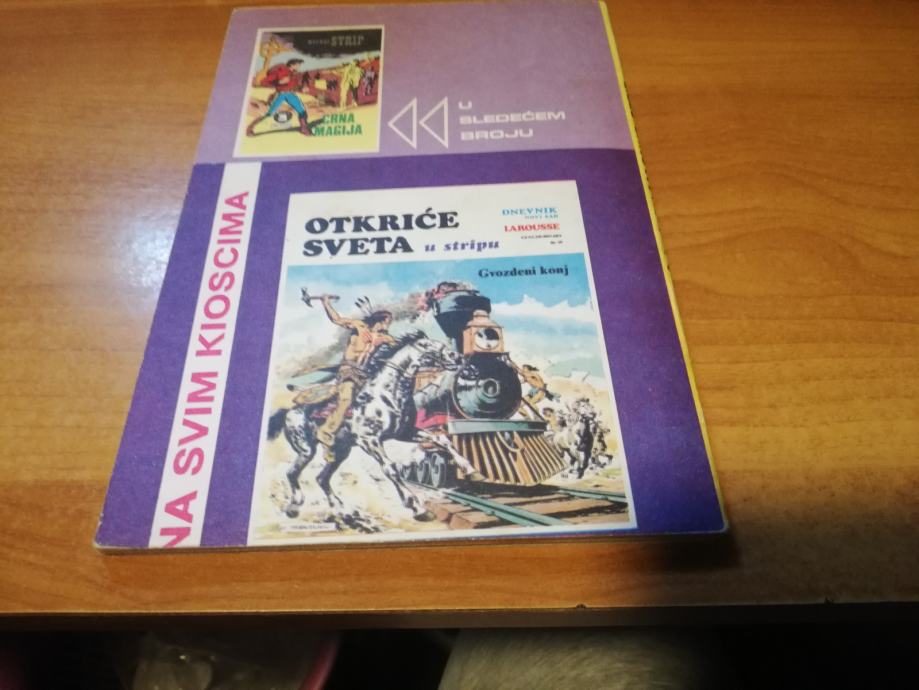 STRIP
CRNA
MAGIJA
U
SLEDEĆEM
BROJU
NA SVIM KIOSCIMA
OTKRIĆE
SVETA u stripu
DNEVNIK
NOVI SAD
LAROUSSE
Gvozdeni konj